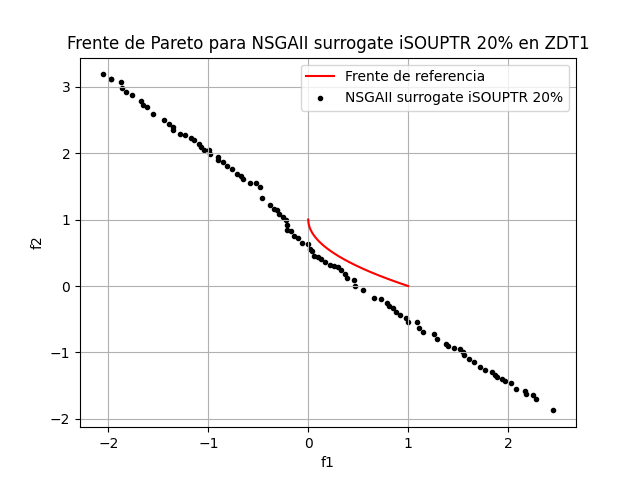 Frente de Pareto para NSGAII surrogate iSOUPTR 20% en ZDT1
Frente de referencia
NSGAII surrogate iSOUPTR 20%
3
2
1
0
−1
−2
f2
−2 −1 0 1 2
f1